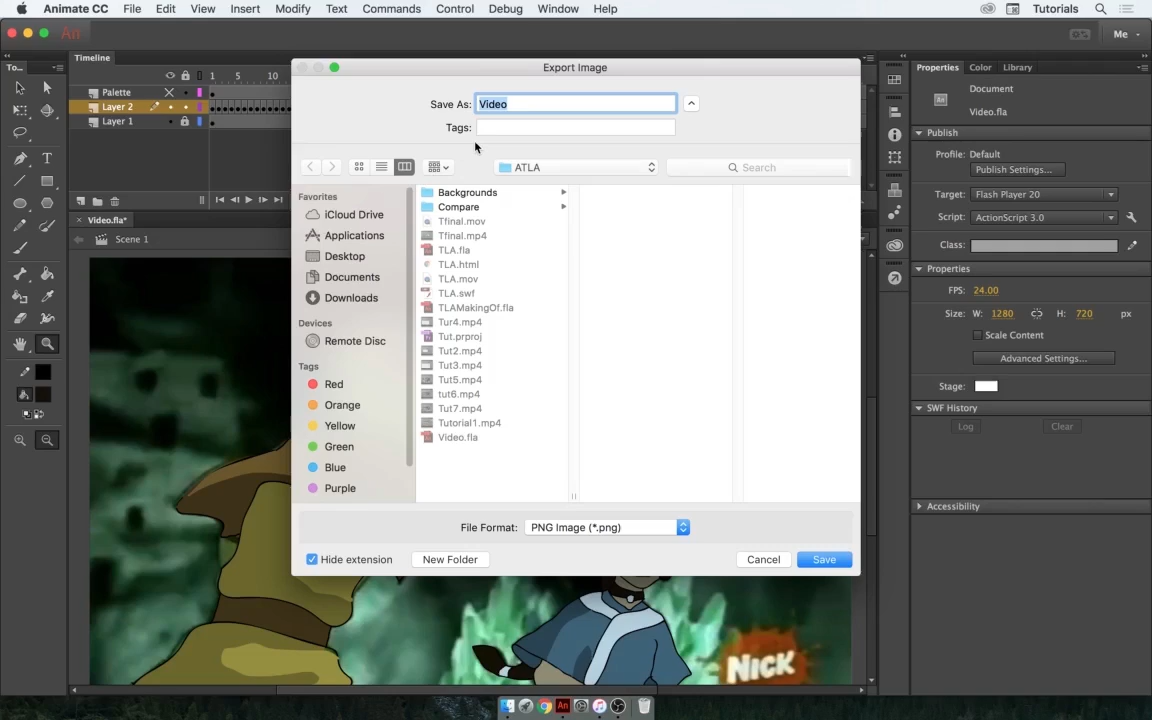 Animate CC File Edit View Insert Modify Text Commands Control Debug Window Help Tutorials
An Me
To... Timeline Properties Color Library
1 5 10
Palette
Layer 2
Layer 1
Video.fla*
Scene 1
Export Image
Save As: Video
Tags:
ATLA Search
Favorites
iCloud Drive
Applications
Desktop
Documents
Downloads
Devices
Remote Disc
Tags
Red
Orange
Yellow
Green
Blue
Purple
Backgrounds
Compare
Tfinal.mov
Tfinal.mp4
TLA.fla
TLA.html
TLA.mov
TLA.swf
TLAMakingOf.fla
Tur4.mp4
Tut.prproj
Tut2.mp4
Tut3.mp4
Tut5.mp4
tut6.mp4
Tut7.mp4
Tutorial1.mp4
Video.fla
File Format: PNG Image (*.png)
Hide extension New Folder Cancel Save
An Document
Video.fla
Publish
Profile: Default
Publish Settings...
Target: Flash Player 20
Script: ActionScript 3.0
Class:
Properties
FPS: 24.00
Size: W: 1280 H: 720 px
Scale Content
Advanced Settings...
Stage:
SWF History
Log Clear
Accessibility
NICK
An